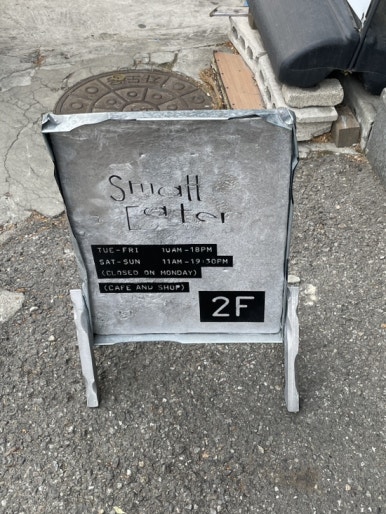 Small
Eater
TUE-FRI 10AM-18PM
SAT-SUN 11AM-19:30PM
(CLOSED ON MONDAY)
(CAFE AND SHOP)
2F